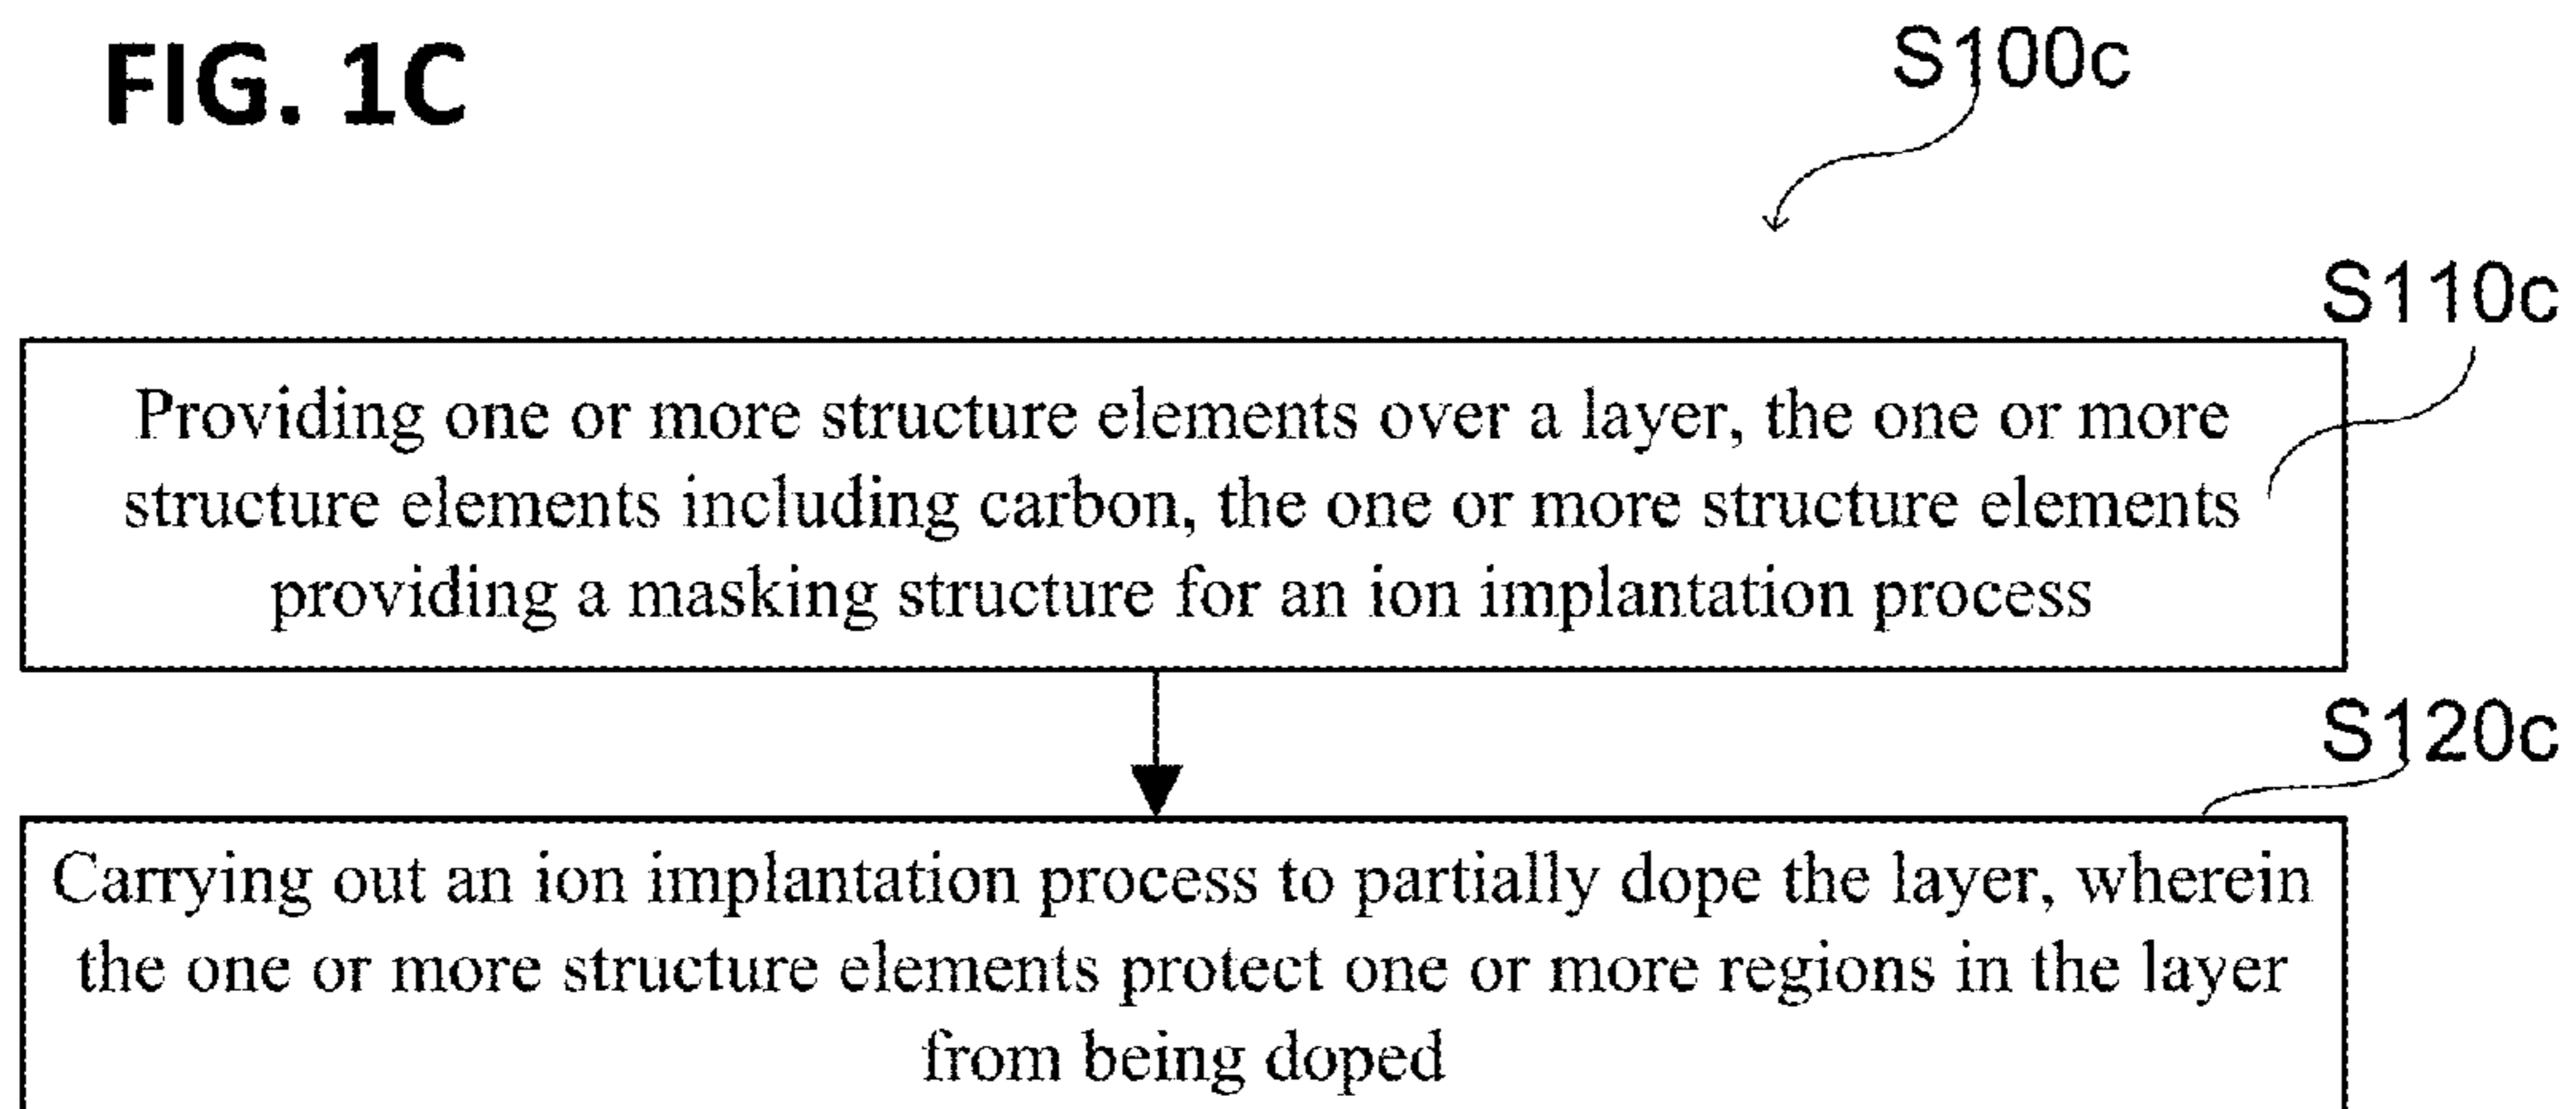 FIG. 1C
S100c
S110c
Providing one or more structure elements over a layer, the one or more
structure elements including carbon, the one or more structure elements
providing a masking structure for an ion implantation process
S120c
Carrying out an ion implantation process to partially dope the layer, wherein
the one or more structure elements protect one or more regions in the layer
from being doped